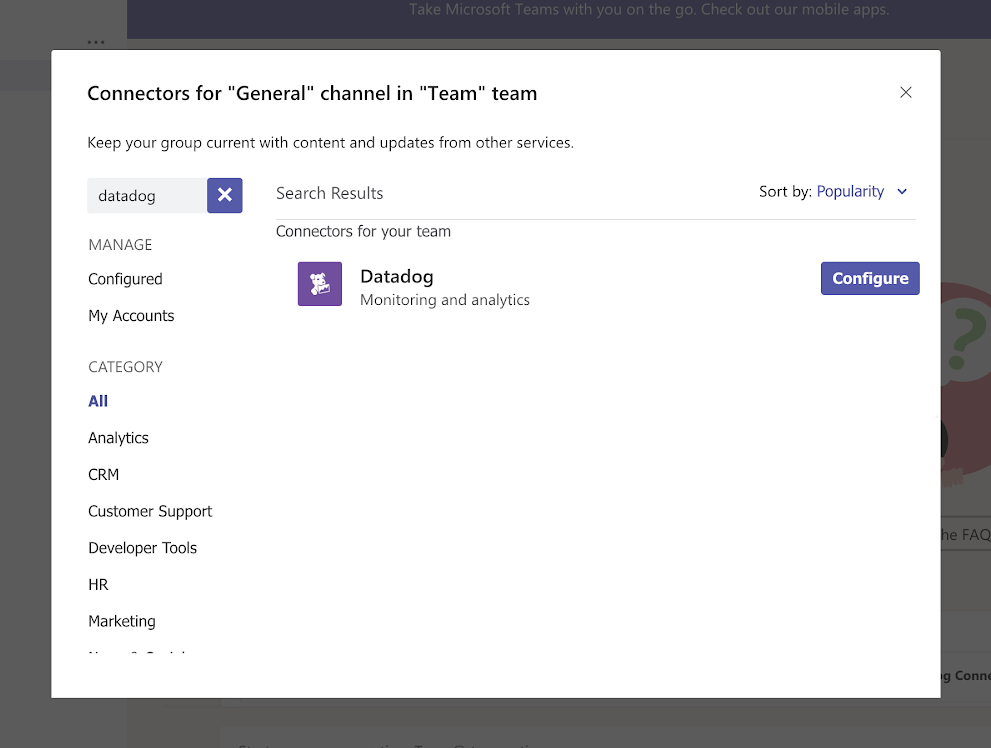 Take Microsoft Teams with you on the go. Check out our mobile apps.
Connectors for "General" channel in "Team" team
Keep your group current with content and updates from other services.
datadog
Search Results
Sort by: Popularity
Connectors for your team
MANAGE
Configured
My Accounts
Datadog
Monitoring and analytics
Configure
CATEGORY
All
Analytics
CRM
Customer Support
Developer Tools
HR
Marketing
he FAQ
og Conne